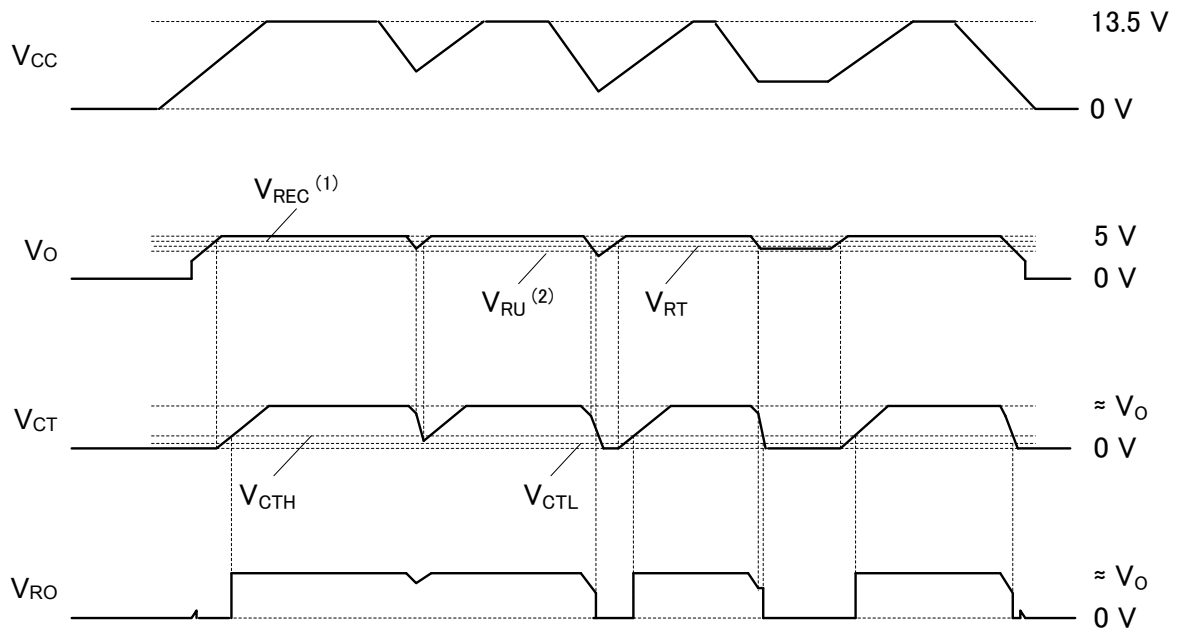 13.5 V
VCC
0 V
VREC (1)
5 V
VO
0 V
VRU (2)
VRT
VCT
≈ VO
0 V
VCTH
VCTL
VRO
≈ VO
0 V